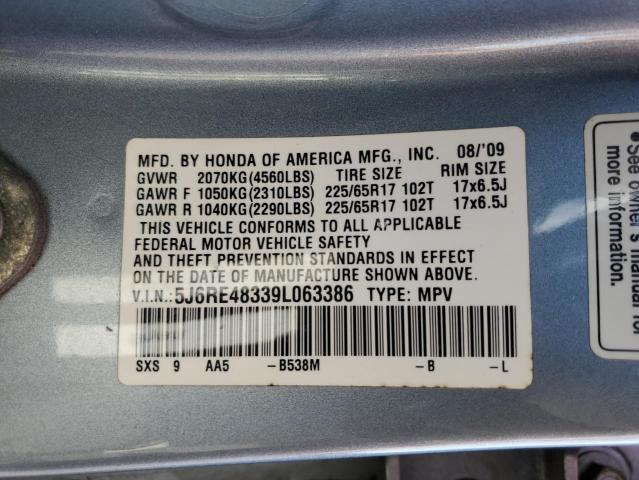 MFD. BY HONDA OF AMERICA MFG., INC. 08/'09
GVWR 2070KG(4560LBS) TIRE SIZE RIM SIZE
GAWR F 1050KG(2310LBS) 225/65R17 102T 17x6.5J
GAWR R 1040KG(2290LBS) 225/65R17 102T 17x6.5J
THIS VEHICLE CONFORMS TO ALL APPLICABLE
FEDERAL MOTOR VEHICLE SAFETY
AND THEFT PREVENTION STANDARDS IN EFFECT
ON THE DATE OF MANUFACTURE SHOWN ABOVE.
V.I.N.:5J6RE48339L063386 TYPE: MPV
SXS 9 AA5 -B538M -B -L
●See owner's manual for
more information.